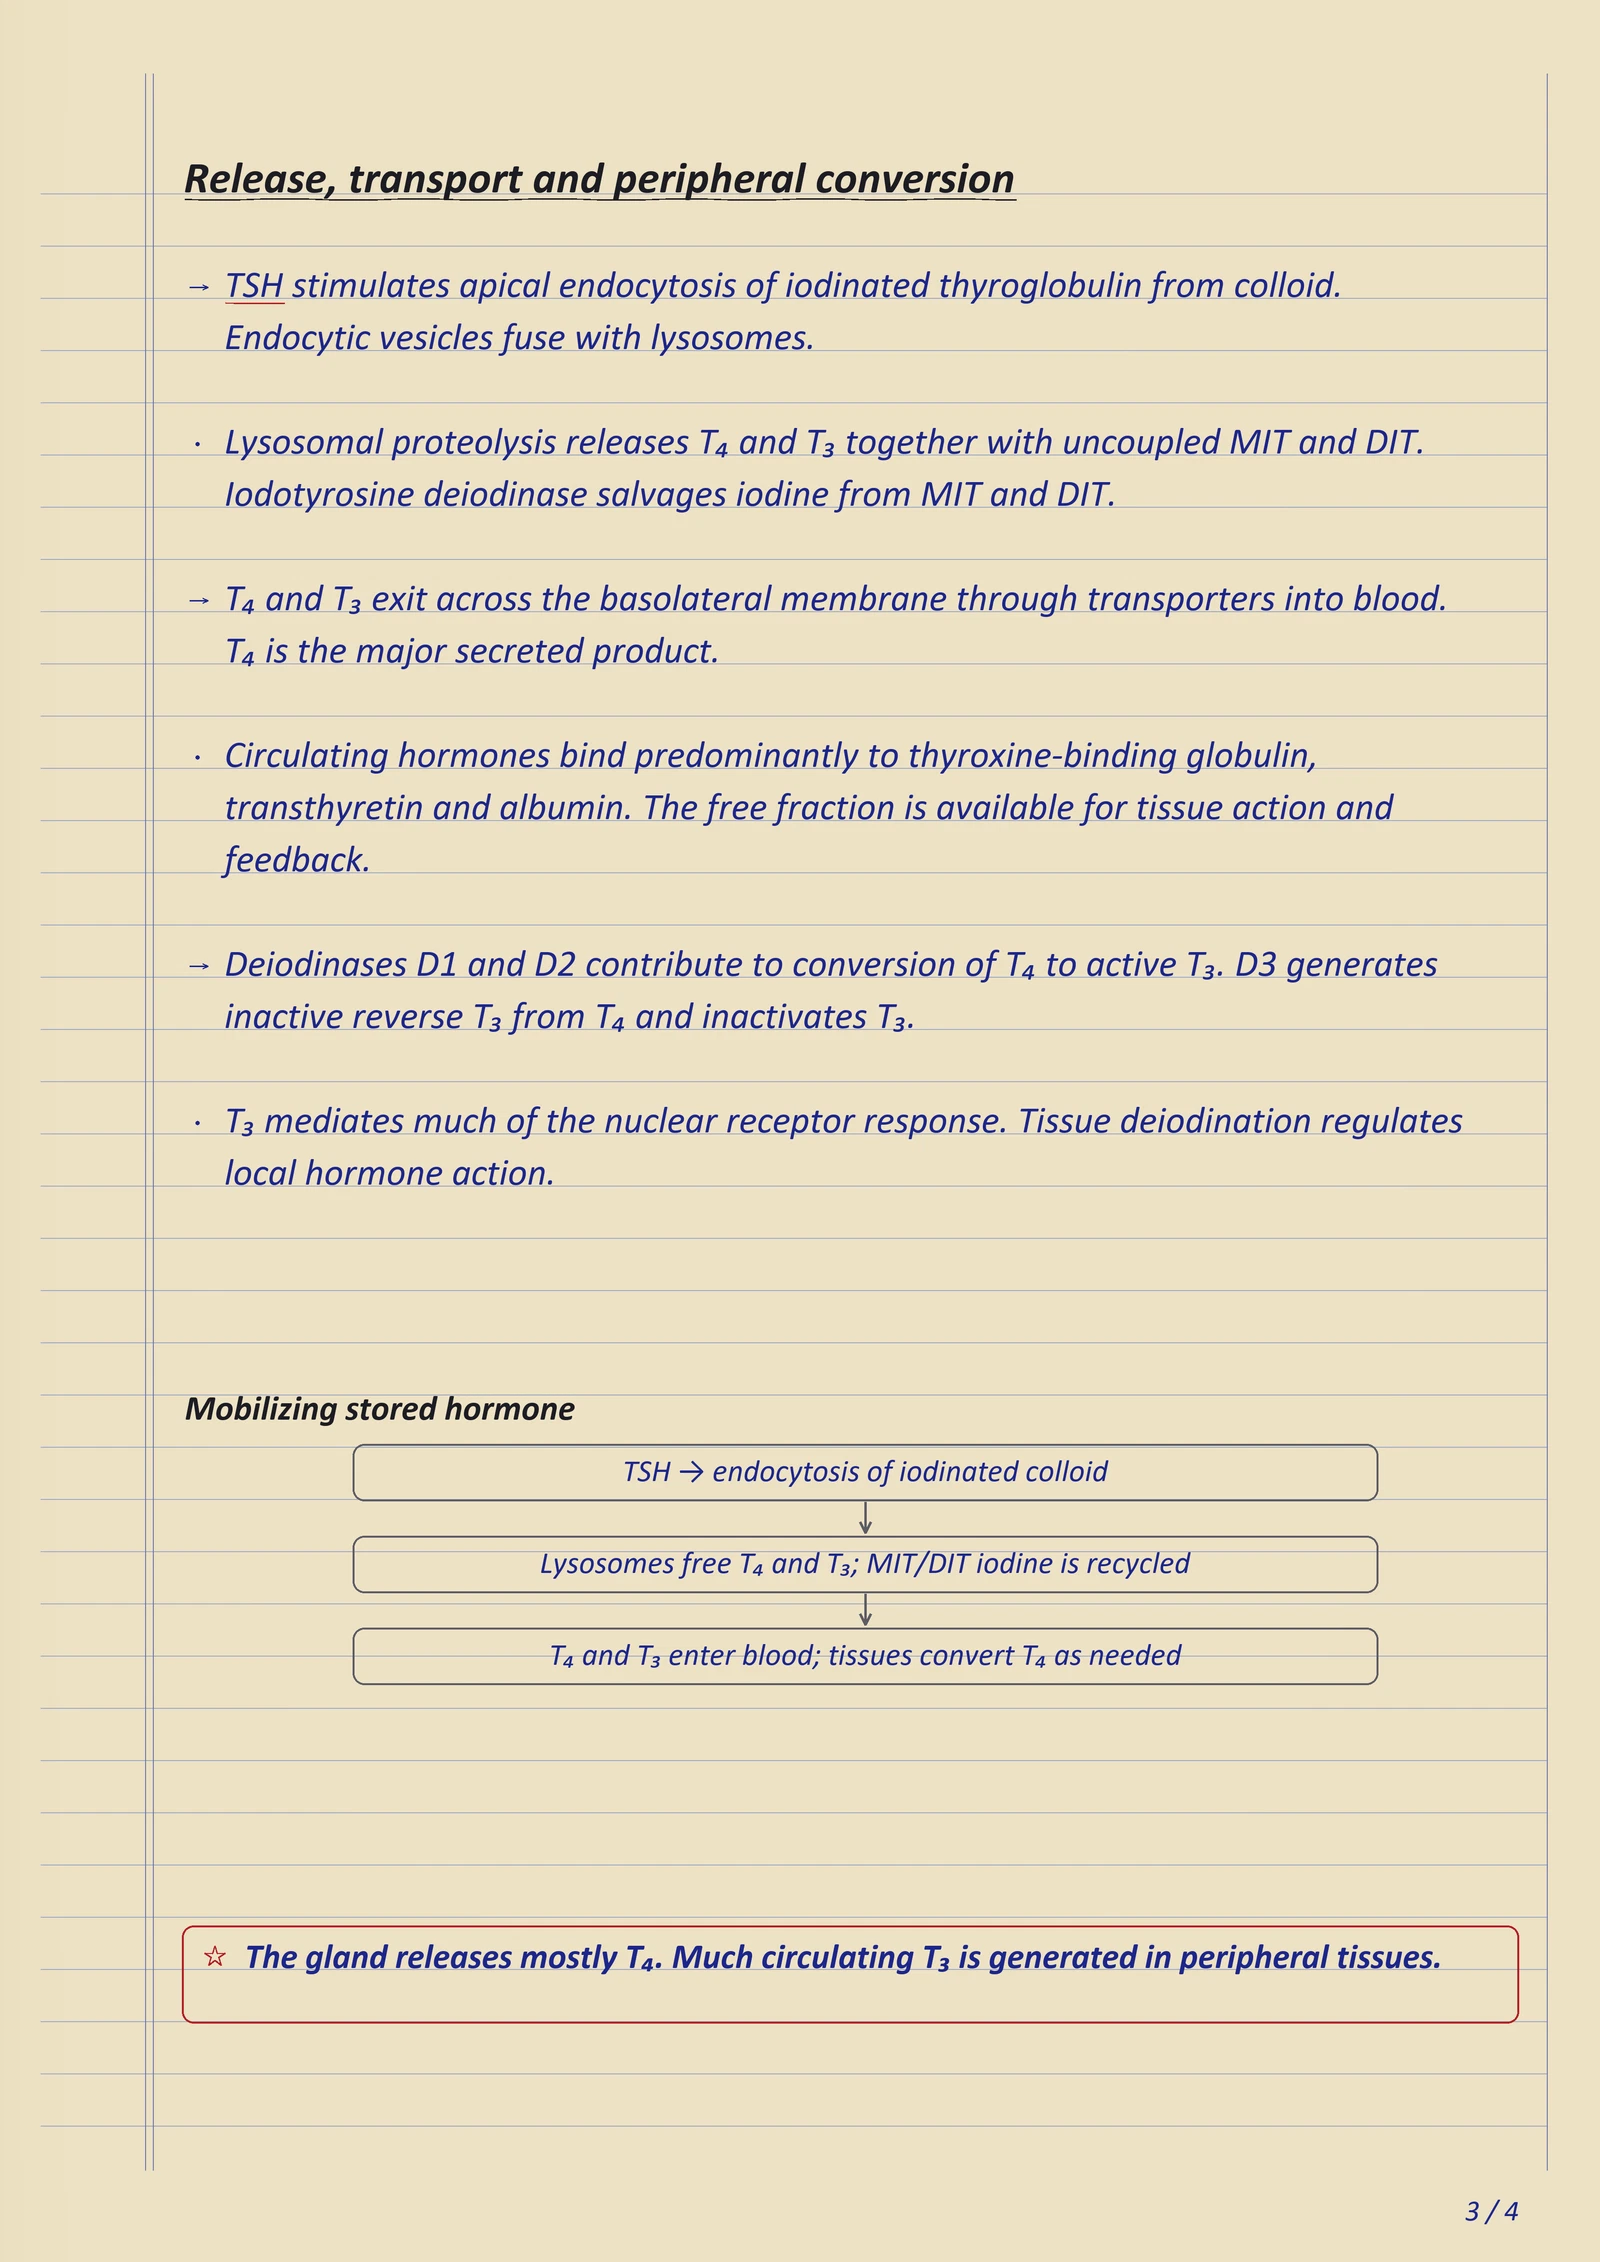 Release, transport and peripheral conversion
→ TSH stimulates apical endocytosis of iodinated thyroglobulin from colloid.
Endocytic vesicles fuse with lysosomes.
· Lysosomal proteolysis releases T₄ and T₃ together with uncoupled MIT and DIT.
Iodotyrosine deiodinase salvages iodine from MIT and DIT.
→ T₄ and T₃ exit across the basolateral membrane through transporters into blood.
T₄ is the major secreted product.
· Circulating hormones bind predominantly to thyroxine-binding globulin,
transthyretin and albumin. The free fraction is available for tissue action and
feedback.
→ Deiodinases D1 and D2 contribute to conversion of T₄ to active T₃. D3 generates
inactive reverse T₃ from T₄ and inactivates T₃.
· T₃ mediates much of the nuclear receptor response. Tissue deiodination regulates
local hormone action.
Mobilizing stored hormone
TSH → endocytosis of iodinated colloid
Lysosomes free T₄ and T₃; MIT/DIT iodine is recycled
T₄ and T₃ enter blood; tissues convert T₄ as needed
☆ The gland releases mostly T₄. Much circulating T₃ is generated in peripheral tissues.
3 / 4